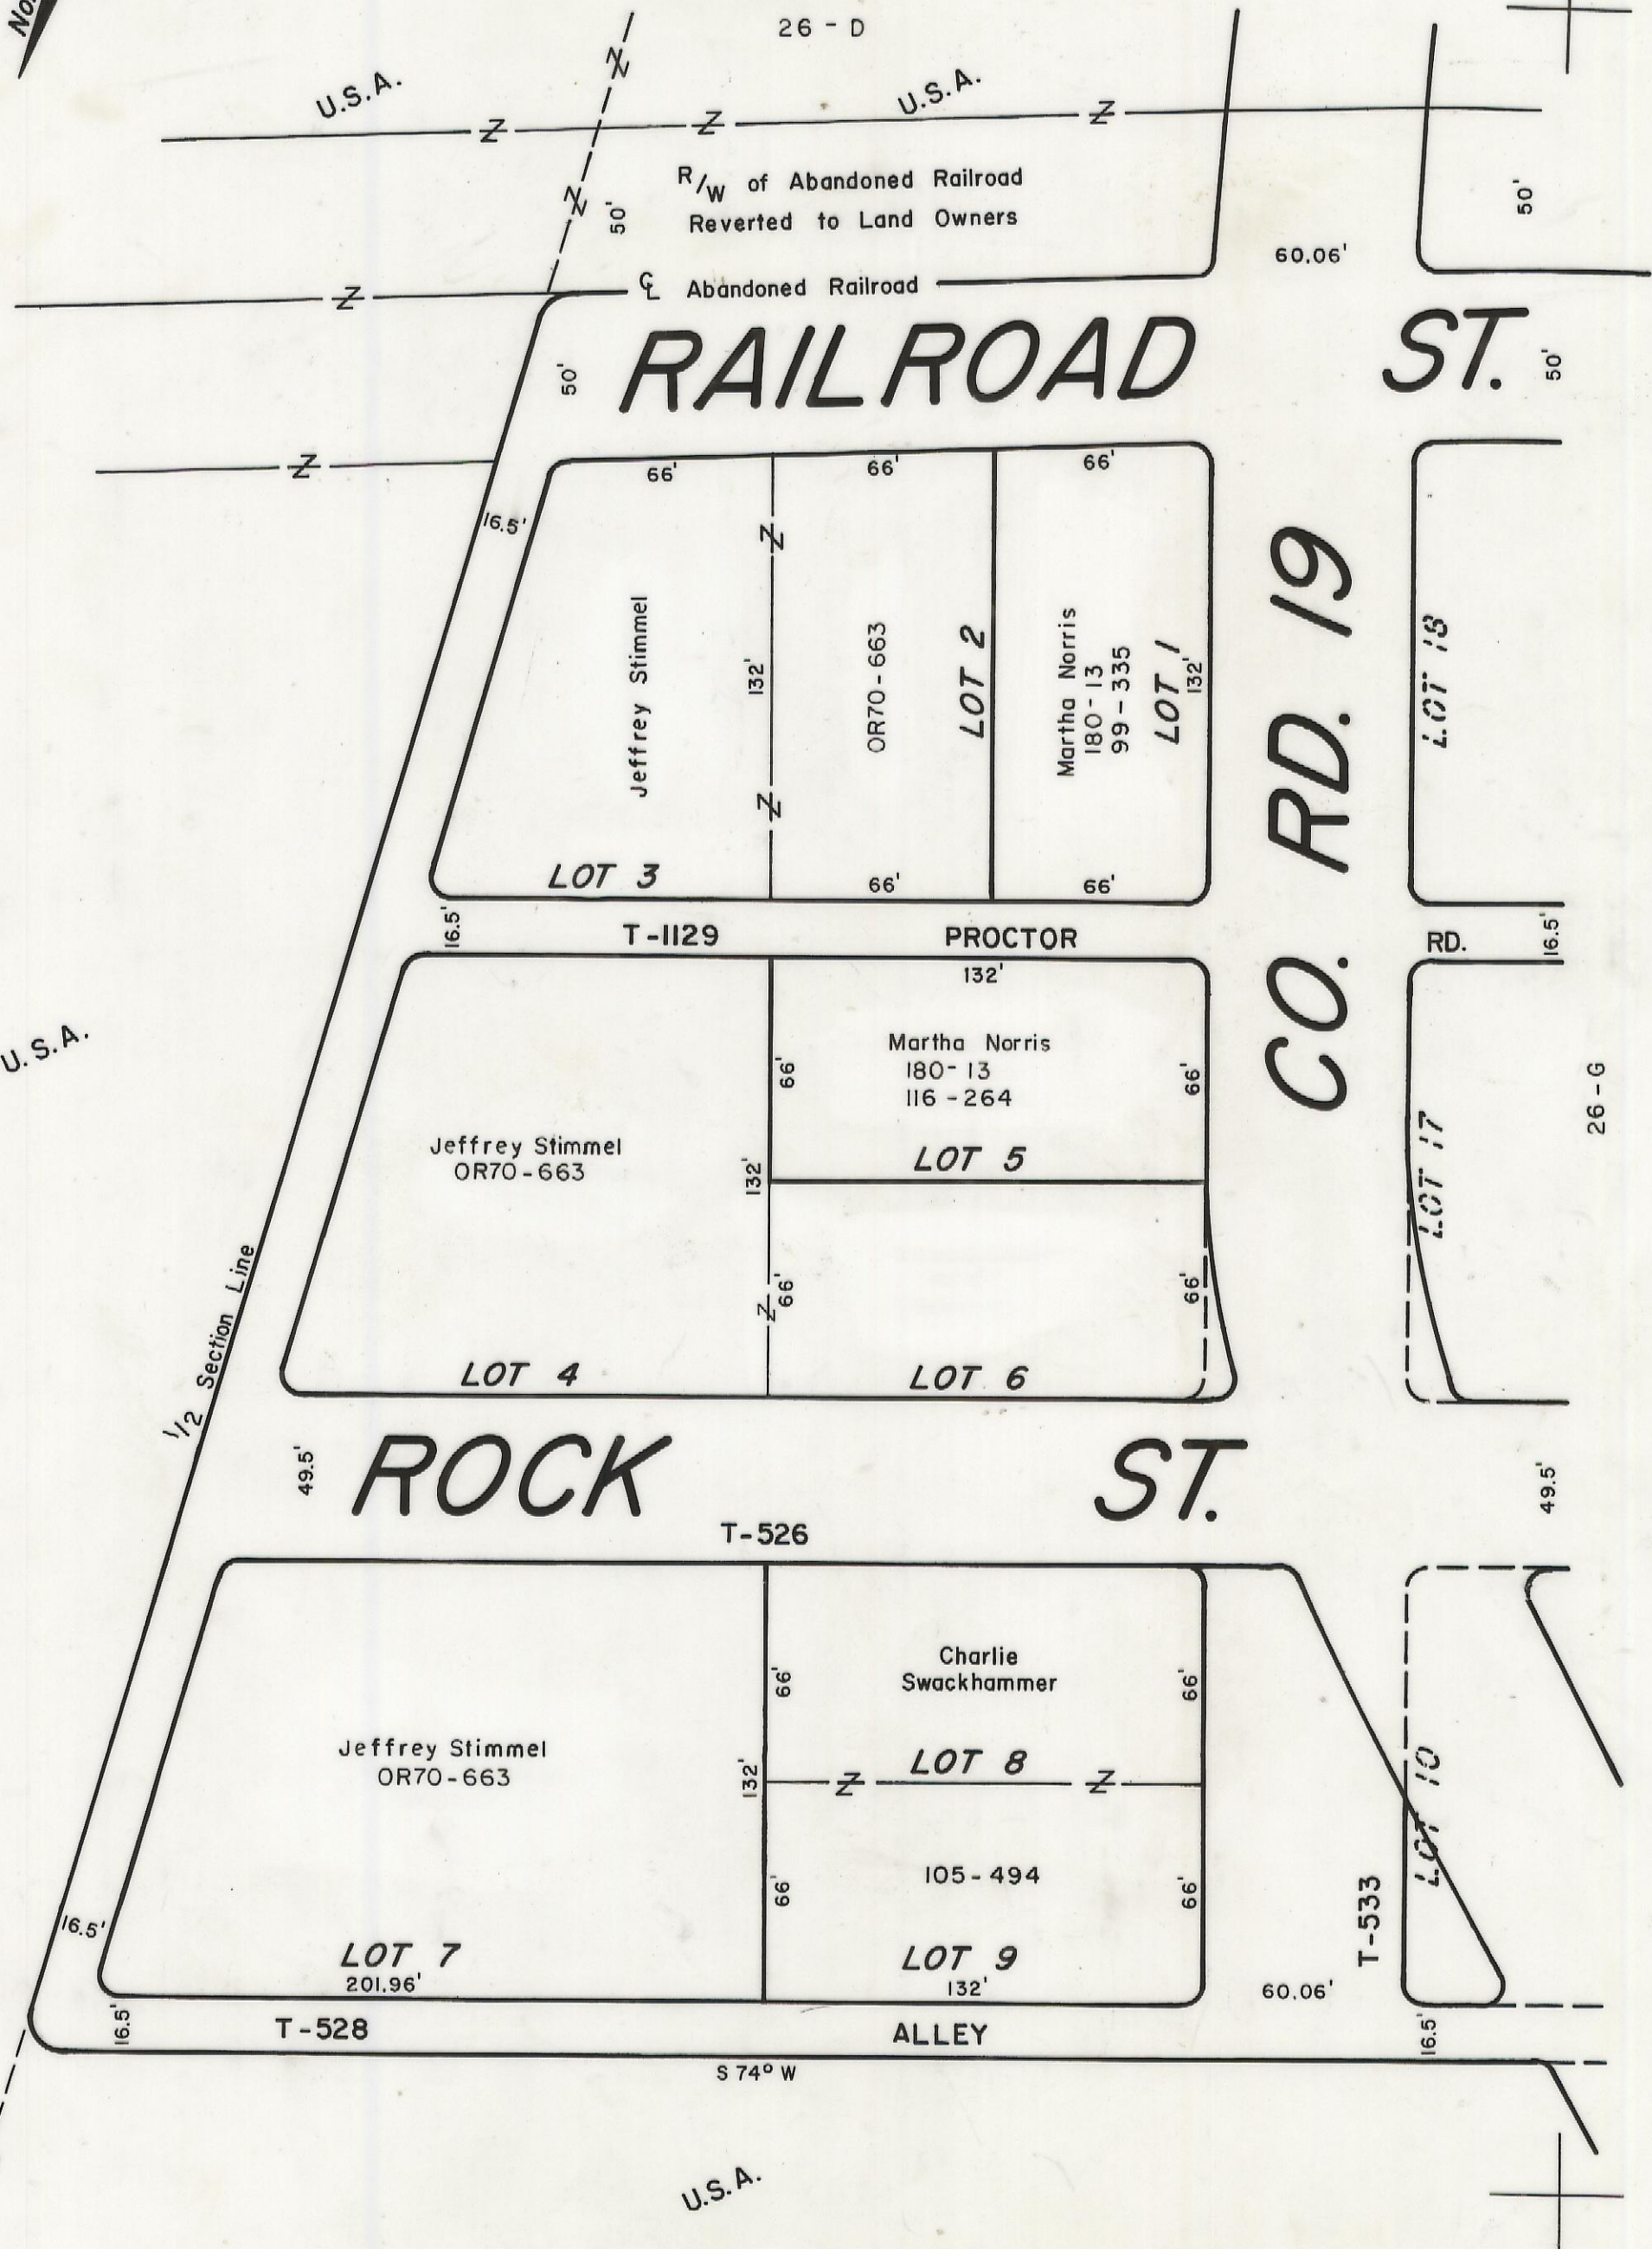 26 - D
U.S.A.
U.S.A.
R/W of Abandoned Railroad
Reverted to Land Owners
50'
50'
60.06'
℄ Abandoned Railroad
RAILROAD ST.
50'
50'
66'
66'
66'
16.5'
Jeffrey Stimmel
132'
OR70-663
LOT 2
Martha Norris
180-13
99-335
LOT 1
132'
CO. RD. 19
LOT 18
LOT 3
66'
66'
16.5'
T-1129
PROCTOR
RD.
16.5'
132'
Martha Norris
180-13
116-264
66'
66'
LOT 5
Jeffrey Stimmel
OR70-663
132'
U.S.A.
LOT 17
26-G
66'
66'
1/2 Section Line
LOT 4
LOT 6
49.5'
ROCK ST.
49.5'
T-526
Charlie
Swackhammer
66'
66'
LOT 8
Jeffrey Stimmel
OR70-663
132'
LOT 10
105-494
66'
66'
T-533
16.5'
LOT 7
201.96'
LOT 9
132'
60.06'
16.5'
T-528
ALLEY
16.5'
S 74° W
U.S.A.